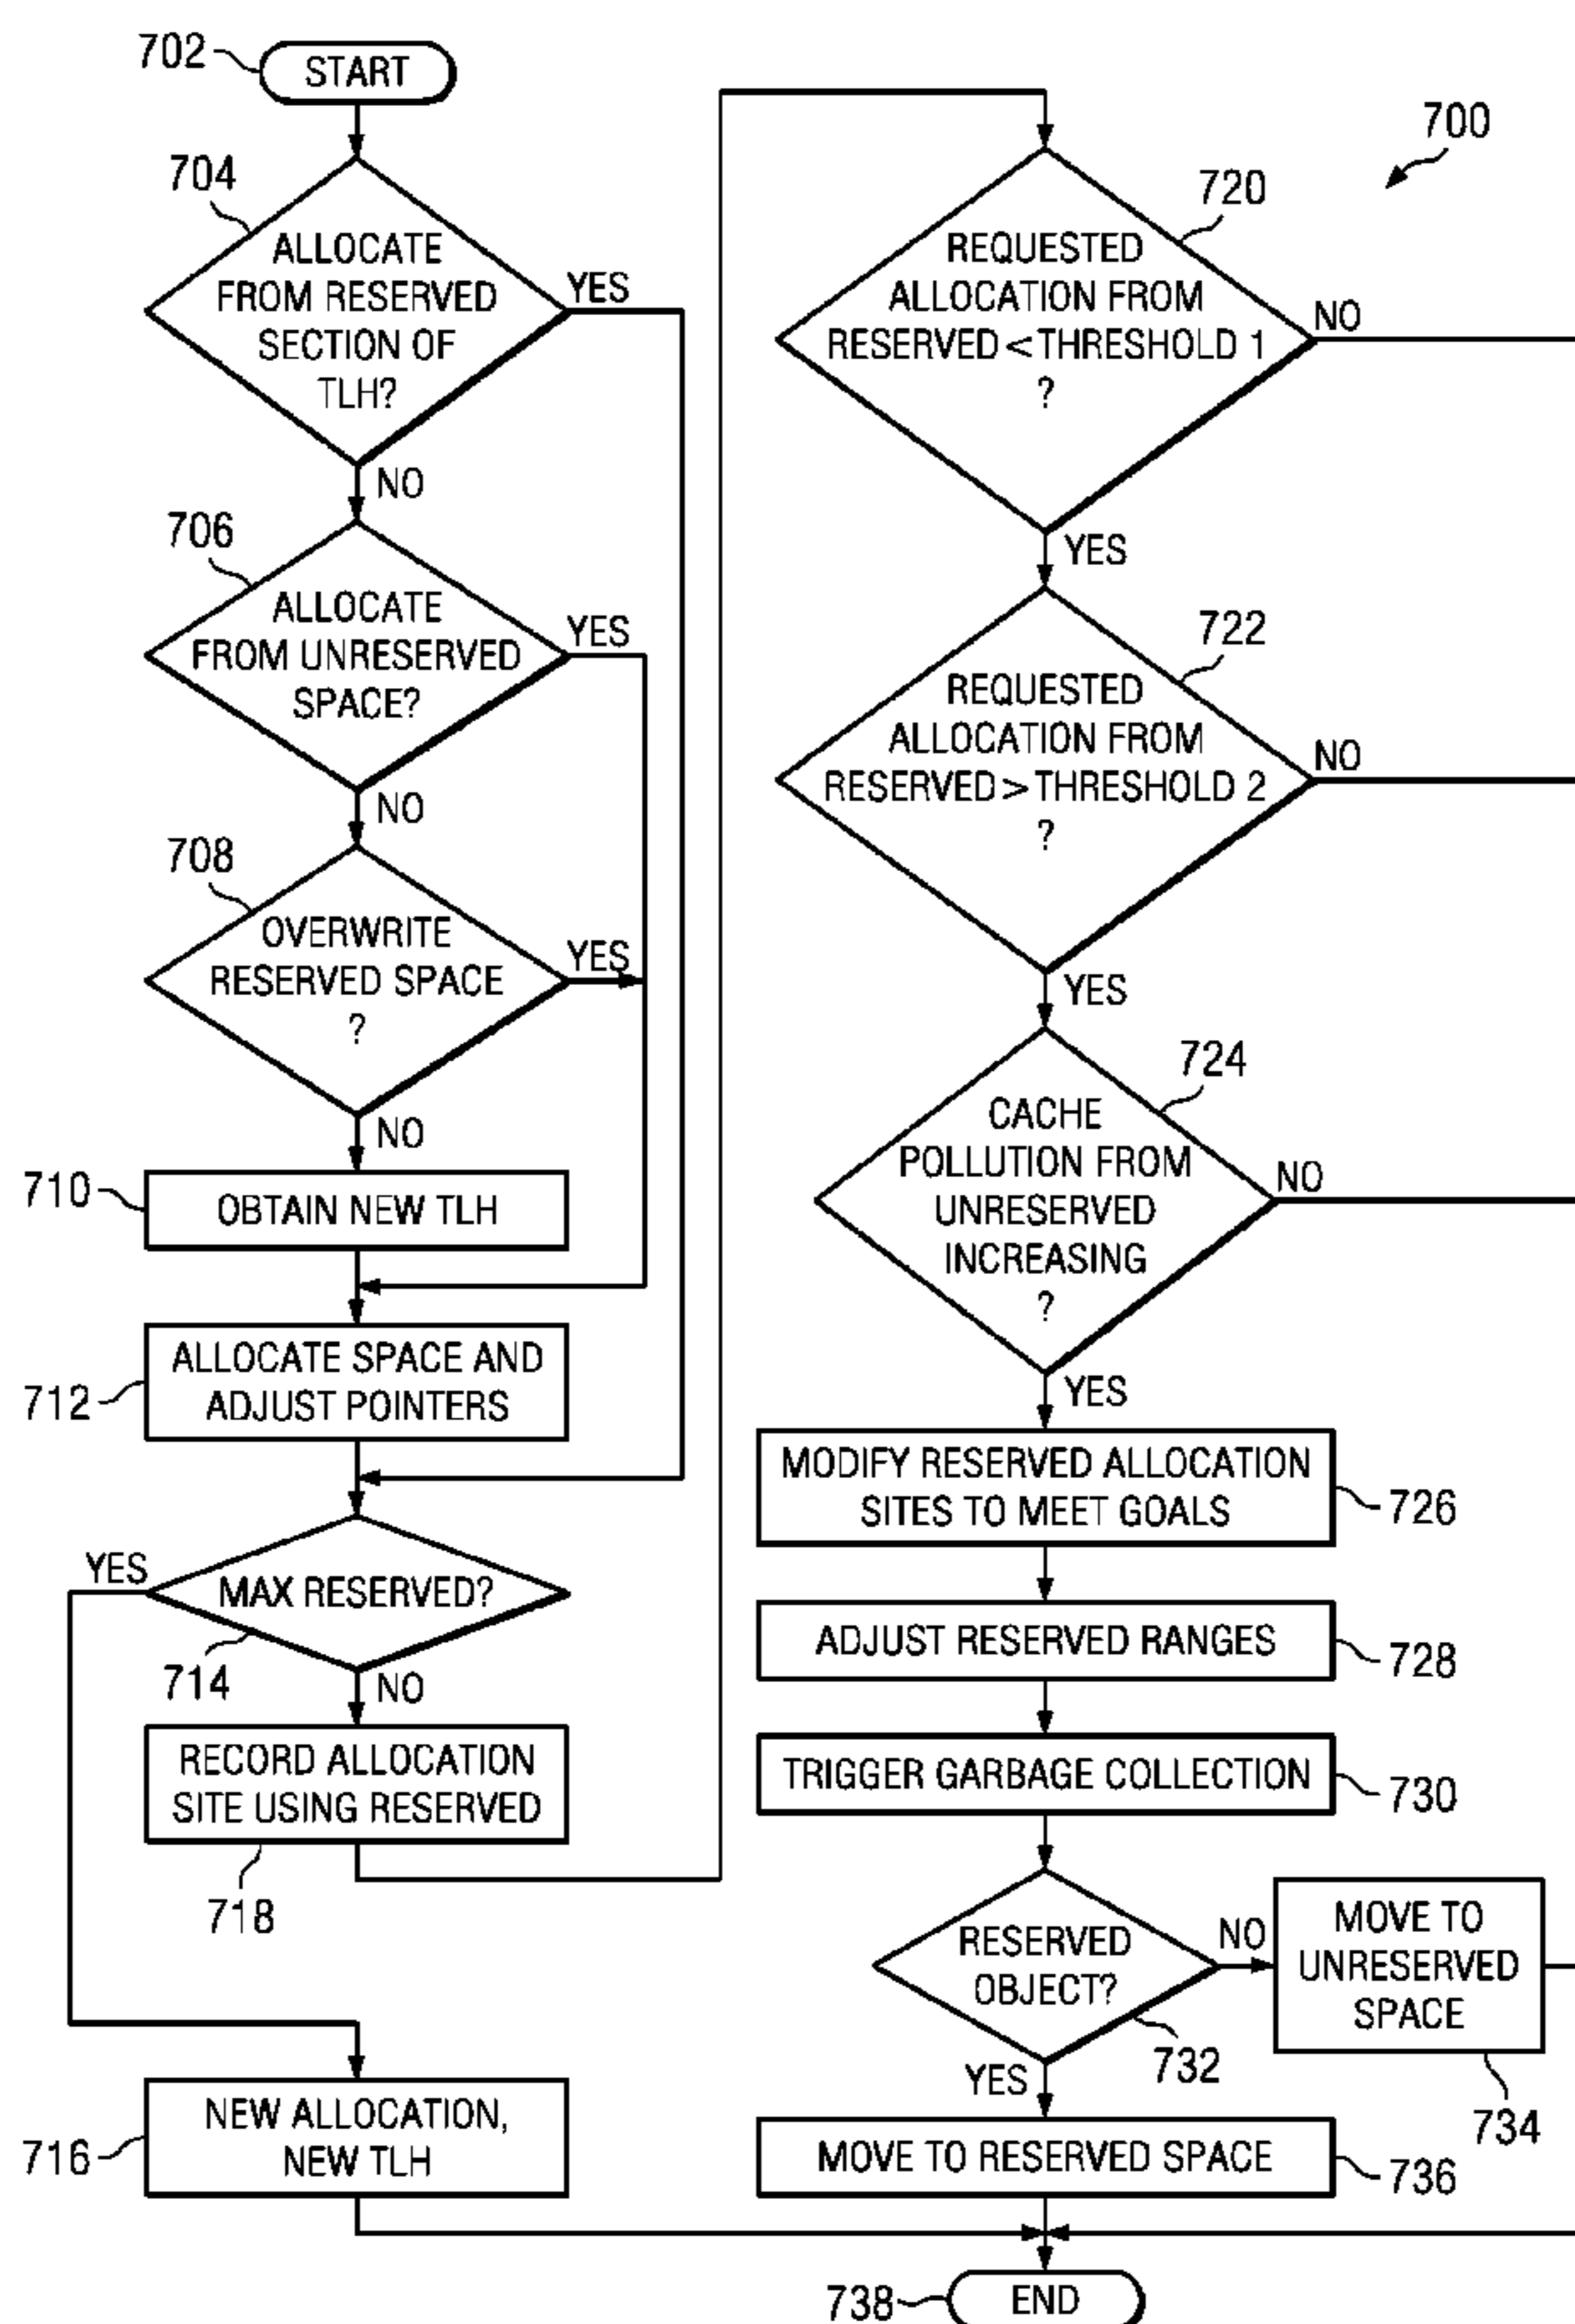 702
START
704
ALLOCATE
FROM RESERVED
SECTION OF
TLH?
YES
NO
706
ALLOCATE
FROM UNRESERVED
SPACE?
YES
NO
708
OVERWRITE
RESERVED SPACE
?
YES
NO
710
OBTAIN NEW TLH
712
ALLOCATE SPACE AND
ADJUST POINTERS
YES
MAX RESERVED?
714
NO
RECORD ALLOCATION
SITE USING RESERVED
718
716
NEW ALLOCATION,
NEW TLH
700
720
REQUESTED
ALLOCATION FROM
RESERVED < THRESHOLD 1
?
NO
YES
722
REQUESTED
ALLOCATION FROM
RESERVED > THRESHOLD 2
?
NO
YES
724
CACHE
POLLUTION FROM
UNRESERVED
INCREASING
?
NO
YES
MODIFY RESERVED ALLOCATION
SITES TO MEET GOALS
726
ADJUST RESERVED RANGES
728
TRIGGER GARBAGE COLLECTION
730
RESERVED
OBJECT?
732
NO
MOVE TO
UNRESERVED
SPACE
734
YES
MOVE TO RESERVED SPACE
736
738
END